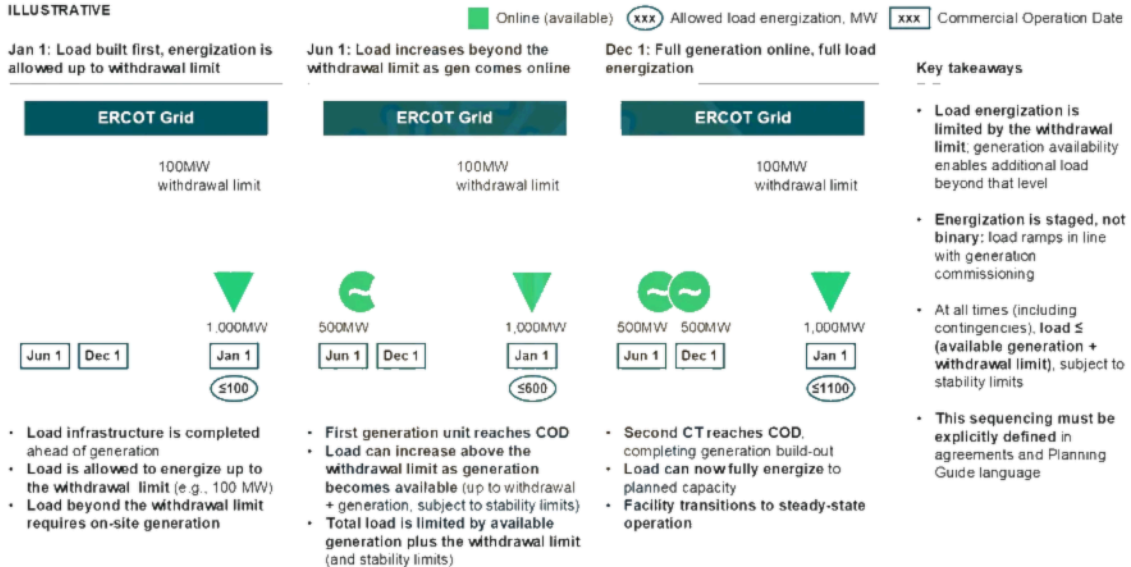 ILLUSTRATIVE
Online (available)
xxx
Allowed load energization, MW
xxx
Commercial Operation Date
Jan 1: Load built first, energization is
allowed up to withdrawal limit
ERCOT Grid
100MW
withdrawal limit
1,000MW
Jun 1
Dec 1
Jan 1
≤100
• Load infrastructure is completed
ahead of generation
• Load is allowed to energize up to
the withdrawal limit (e.g., 100 MW)
• Load beyond the withdrawal limit
requires on-site generation
Jun 1: Load increases beyond the
withdrawal limit as gen comes online
ERCOT Grid
100MW
withdrawal limit
500MW
1,000MW
Jun 1
Dec 1
Jan 1
≤600
• First generation unit reaches COD
• Load can increase above the
withdrawal limit as generation
becomes available (up to withdrawal
+ generation, subject to stability limits)
• Total load is limited by available
generation plus the withdrawal limit
(and stability limits)
Dec 1: Full generation online, full load
energization
ERCOT Grid
100MW
withdrawal limit
500MW
500MW
1,000MW
Jun 1
Dec 1
Jan 1
≤1100
• Second CT reaches COD,
completing generation build-out
• Load can now fully energize to
planned capacity
• Facility transitions to steady-state
operation
Key takeaways
• Load energization is
limited by the withdrawal
limit; generation availability
enables additional load
beyond that level
• Energization is staged, not
binary; load ramps in line
with generation
commissioning
• At all times (including
contingencies), load ≤
(available generation +
withdrawal limit), subject to
stability limits
• This sequencing must be
explicitly defined in
agreements and Planning
Guide language